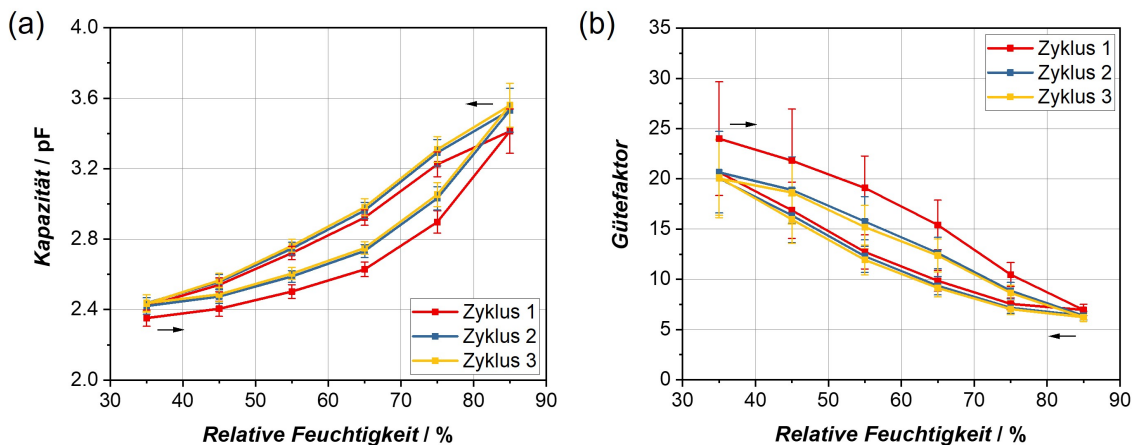 (a)
4.0
3.6
3.2
2.8
2.4
2.0
Kapazität / pF
Zyklus 1
Zyklus 2
Zyklus 3
30 40 50 60 70 80 90
Relative Feuchtigkeit / %
(b)
35
30
25
20
15
10
5
0
Gütefaktor
Zyklus 1
Zyklus 2
Zyklus 3
30 40 50 60 70 80 90
Relative Feuchtigkeit / %